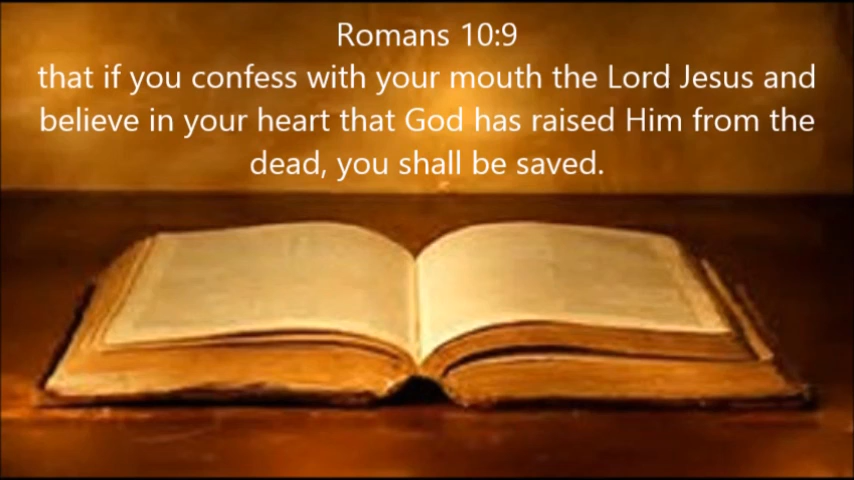 Romans 10:9
that if you confess with your mouth the Lord Jesus and
believe in your heart that God has raised Him from the
dead, you shall be saved.